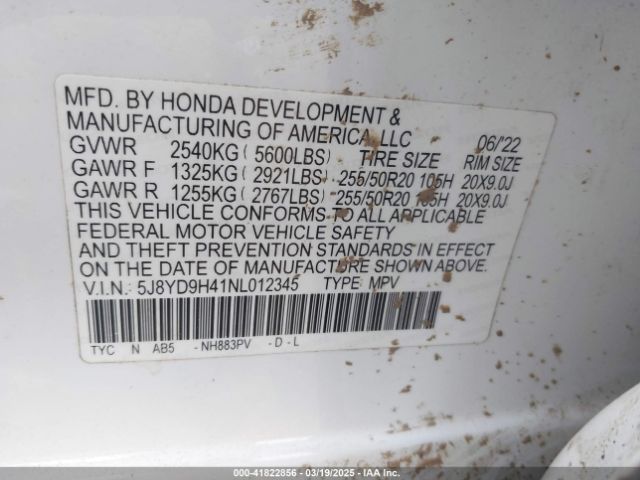 MFD. BY HONDA DEVELOPMENT &
MANUFACTURING OF AMERICA, LLC 06/'22
GVWR 2540KG (5600LBS) TIRE SIZE RIM SIZE
GAWR F 1325KG (2921LBS) 255/50R20 105H 20X9.0J
GAWR R 1255KG (2767LBS) 255/50R20 105H 20X9.0J
THIS VEHICLE CONFORMS TO ALL APPLICABLE
FEDERAL MOTOR VEHICLE SAFETY
AND THEFT PREVENTION STANDARDS IN EFFECT
ON THE DATE OF MANUFACTURE SHOWN ABOVE.
V.I.N.: 5J8YD9H41NL012345 TYPE: MPV
TYC N AB5 -NH883PV -D-L
000-41822856 — 03/19/2025 — IAA Inc.